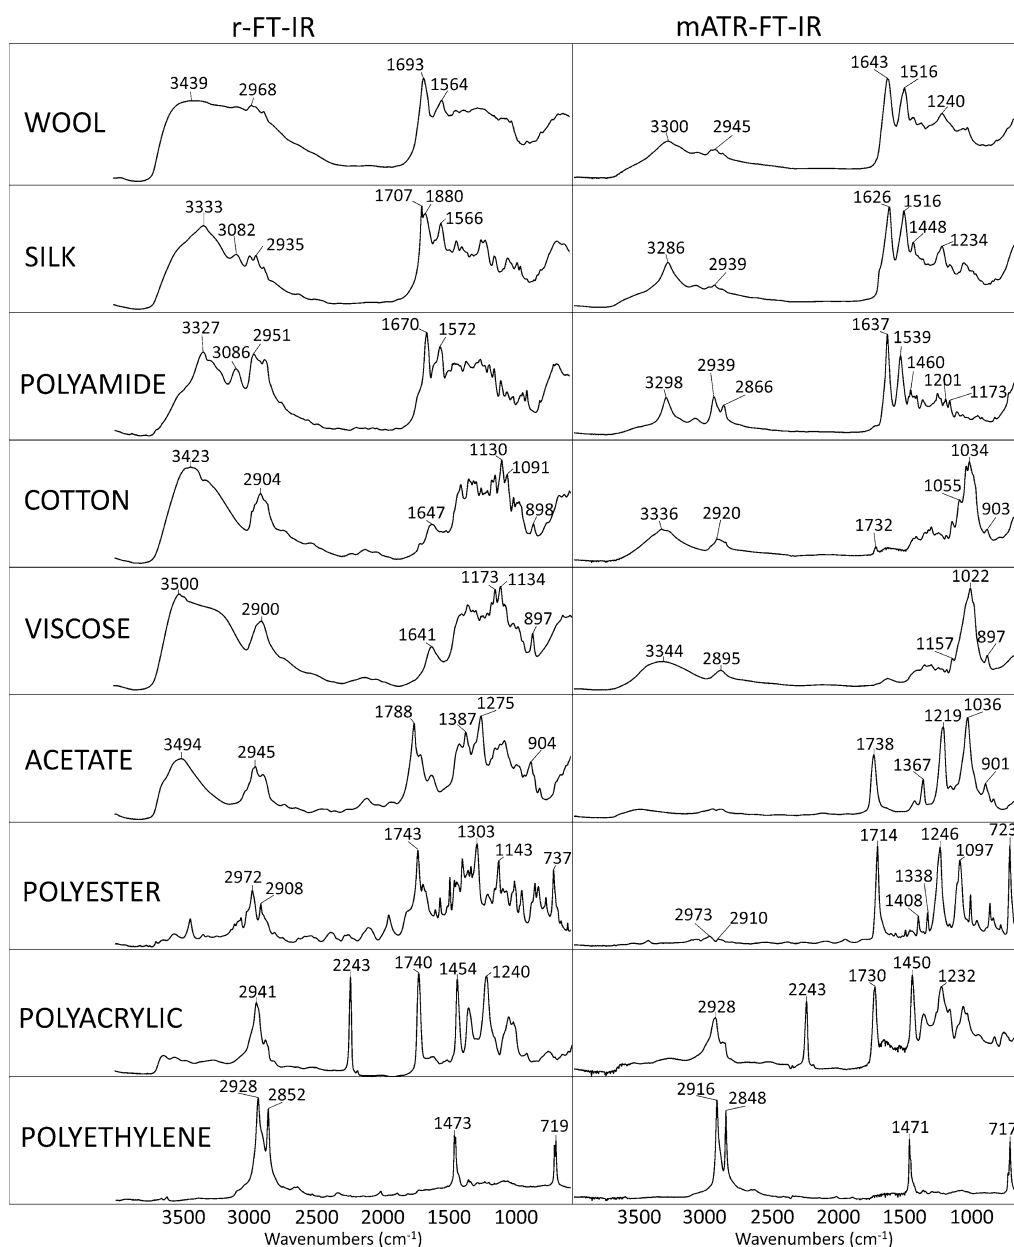 r-FT-IR mATR-FT-IR
WOOL 3439 2968 1693 1564 3300 2945 1643 1516 1240
SILK 3333 3082 2935 1707 1880 1566 3286 2939 1626 1516 1448 1234
POLYAMIDE 3327 3086 2951 1670 1572 3298 2939 2866 1637 1539 1460 1201 1173
COTTON 3423 2904 1647 1130 1091 898 3336 2920 1732 1055 1034 903
VISCOSE 3500 2900 1641 1173 1134 897 3344 2895 1157 1022 897
ACETATE 3494 2945 1788 1387 1275 904 1738 1367 1219 1036 901
POLYESTER 2972 2908 1743 1303 1143 737 2973 2910 1714 1408 1338 1246 1097 723
POLYACRYLIC 2941 2243 1740 1454 1240 2928 2243 1730 1450 1232
POLYETHYLENE 2928 2852 1473 719 2916 2848 1471 717
3500 3000 2500 2000 1500 1000 3500 3000 2500 2000 1500 1000
Wavenumbers (cm⁻¹) Wavenumbers (cm⁻¹)